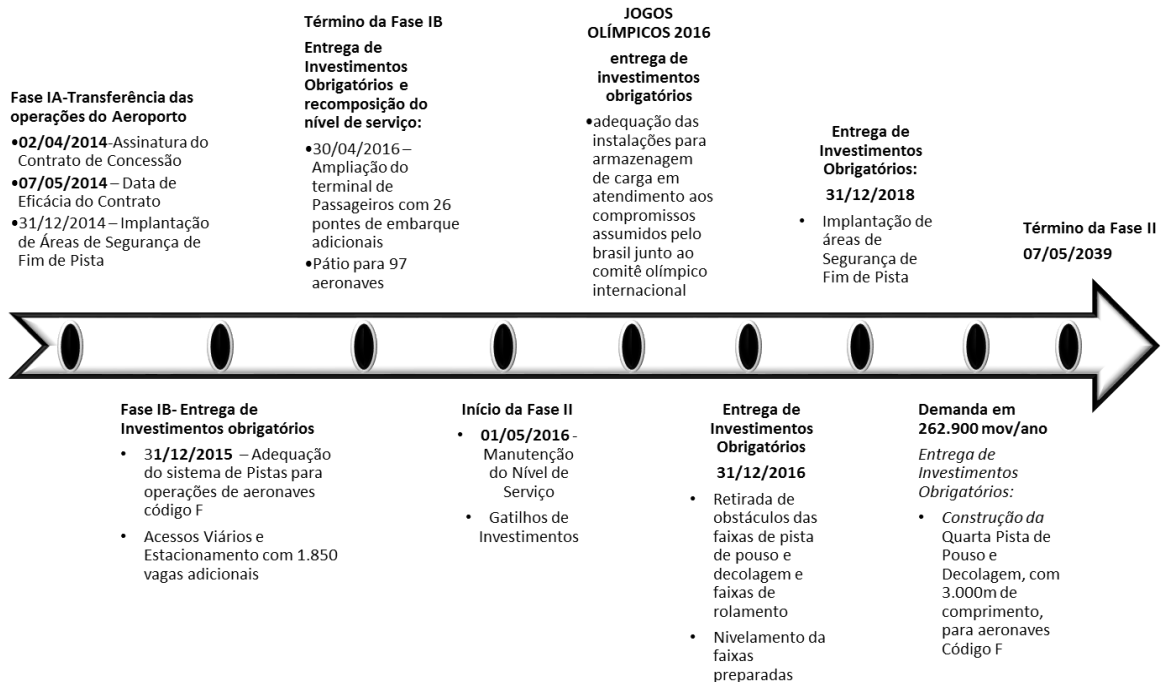 Fase IA-Transferência das
operações do Aeroporto
•02/04/2014-Assinatura do
Contrato de Concessão
•07/05/2014 – Data de
Eficácia do Contrato
•31/12/2014 – Implantação
de Áreas de Segurança de
Fim de Pista
Fase IB- Entrega de
Investimentos obrigatórios
• 31/12/2015 – Adequação
do sistema de Pistas para
operações de aeronaves
código F
• Acessos Viários e
Estacionamento com 1.850
vagas adicionais
Término da Fase IB
Entrega de
Investimentos
Obrigatórios e
recomposição do
nível de serviço:
•30/04/2016 –
Ampliação do
terminal de
Passageiros com 26
pontes de embarque
adicionais
•Pátio para 97
aeronaves
Início da Fase II
• 01/05/2016 -
Manutenção
do Nível de
Serviço
• Gatilhos de
Investimentos
JOGOS
OLÍMPICOS 2016
entrega de
investimentos
obrigatórios
•adequação das
instalações para
armazenagem
de carga em
atendimento aos
compromissos
assumidos pelo
brasil junto ao
comitê olímpico
internacional
Entrega de
Investimentos
Obrigatórios
31/12/2016
• Retirada de
obstáculos das
faixas de pista
de pouso e
decolagem e
faixas de
rolamento
• Nivelamento da
faixas
preparadas
Entrega de
Investimentos
Obrigatórios:
31/12/2018
• Implantação de
áreas de
Segurança de
Fim de Pista
Demanda em
262.900 mov/ano
Entrega de
Investimentos
Obrigatórios:
• Construção da
Quarta Pista de
Pouso e
Decolagem, com
3.000m de
comprimento,
para aeronaves
Código F
Término da Fase II
07/05/2039